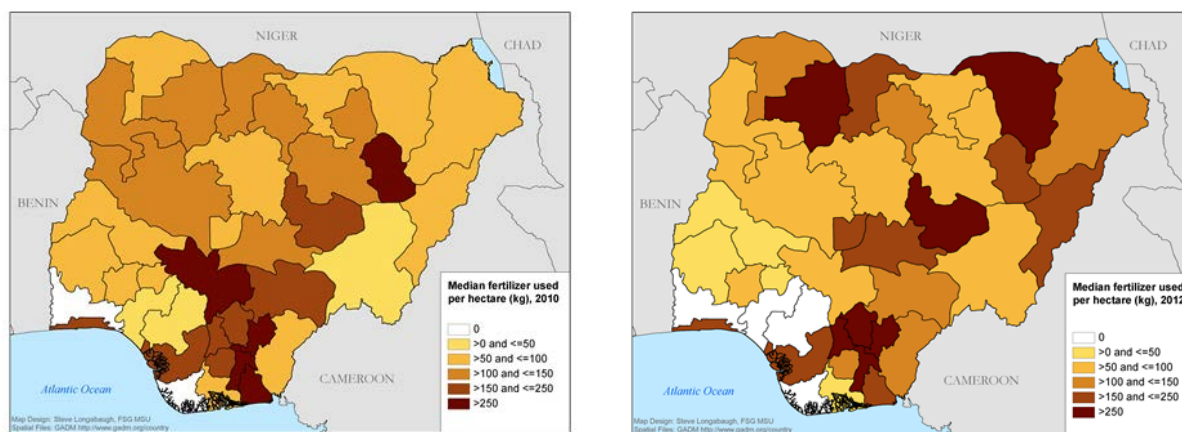 NIGER
CHAD
BENIN
Median fertilizer used
per hectare (kg), 2010
0
>0 and <=50
>50 and <=100
>100 and <=150
>150 and <=250
>250
CAMEROON
Atlantic Ocean
Map Design: Steve Longabaugh, FSG MSU
Spatial Files: GADM http://www.gadm.org/country
NIGER
CHAD
BENIN
Median fertilizer used
per hectare (kg), 2012
0
>0 and <=50
>50 and <=100
>100 and <=150
>150 and <=250
>250
CAMEROON
Atlantic Ocean
Map Design: Steve Longabaugh, FSG MSU
Spatial Files: GADM http://www.gadm.org/country